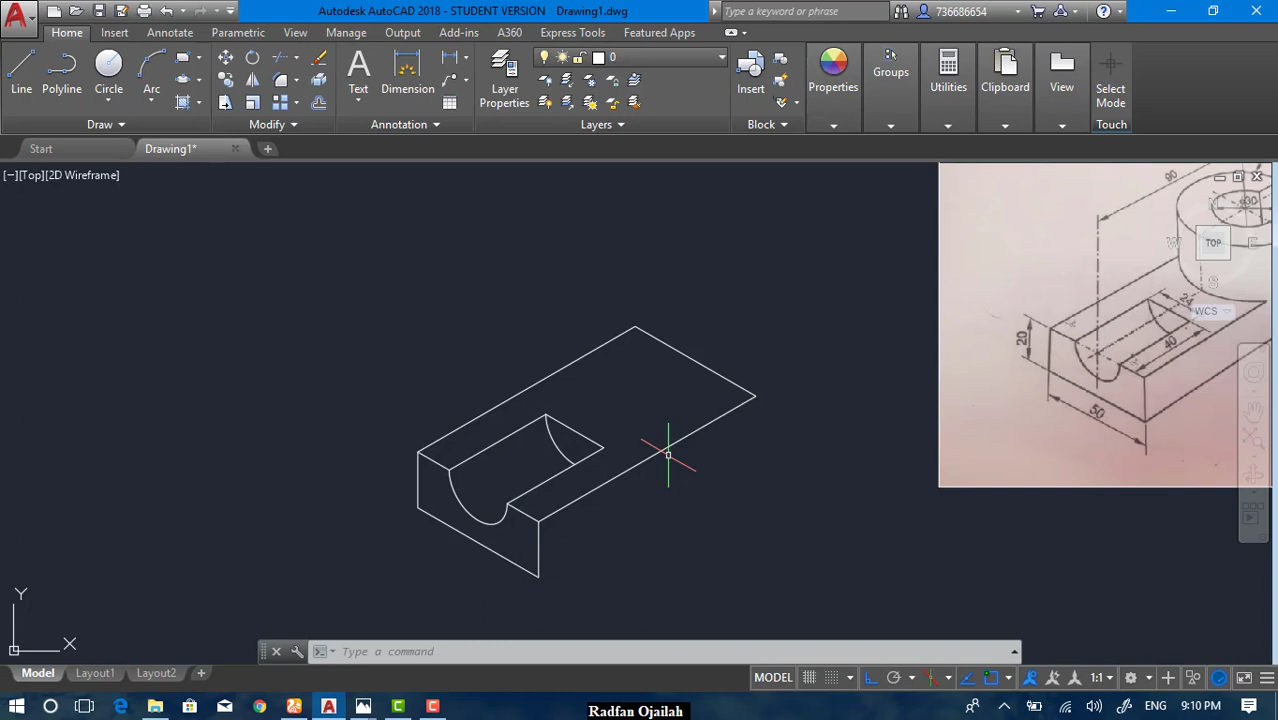 Autodesk AutoCAD 2018 - STUDENT VERSION Drawing1.dwg
Type a keyword or phrase
736686654
Home Insert Annotate Parametric View Manage Output Add-ins A360 Express Tools Featured Apps
0
Line Polyline Circle Arc
Text Dimension
Layer Properties
Insert
Properties
Groups
Utilities
Clipboard
View
Select Mode
Draw Modify Annotation Layers Block Touch
Start Drawing1*
[−][Top][2D Wireframe]
90
N
Ø30
W TOP E
S
24
WCS
20
40
50
Y
X
Type a command
Model Layout1 Layout2
MODEL 1:1
9:10 PM
Radfan Ojailah